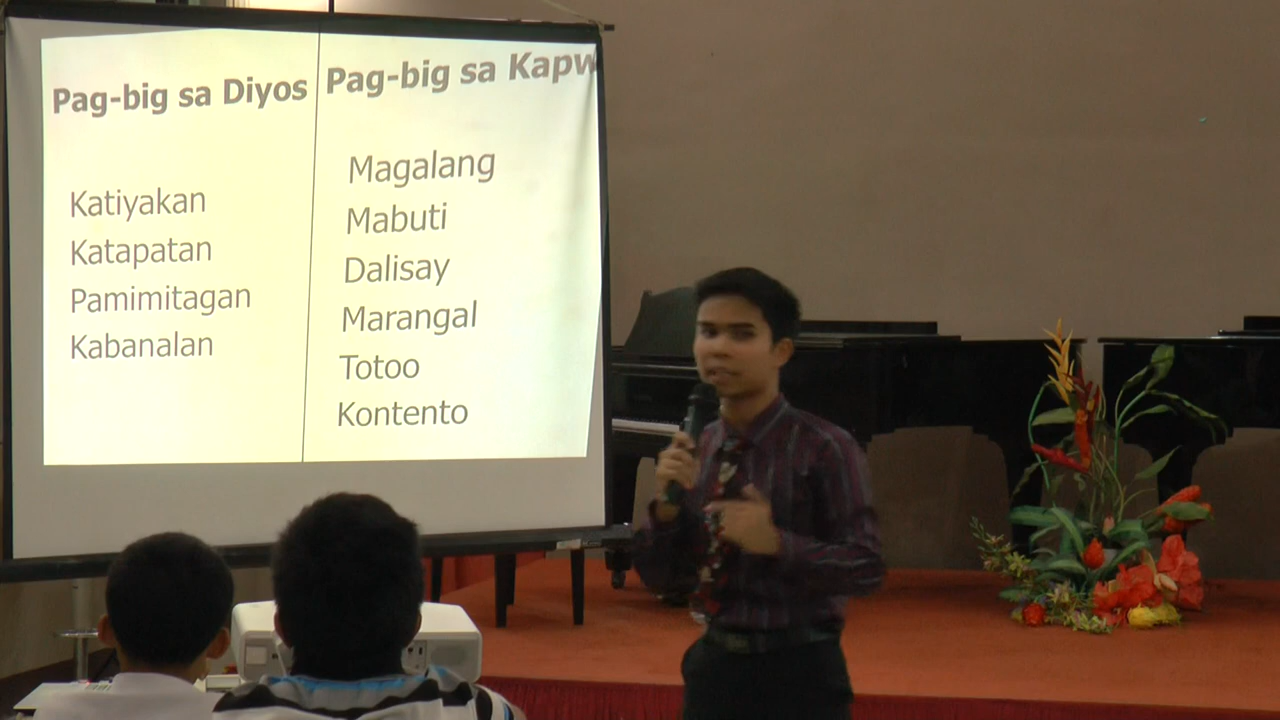 Pag-big sa Diyos
Katiyakan
Katapatan
Pamimitagan
Kabanalan
Pag-big sa Kapw
Magalang
Mabuti
Dalisay
Marangal
Totoo
Kontento